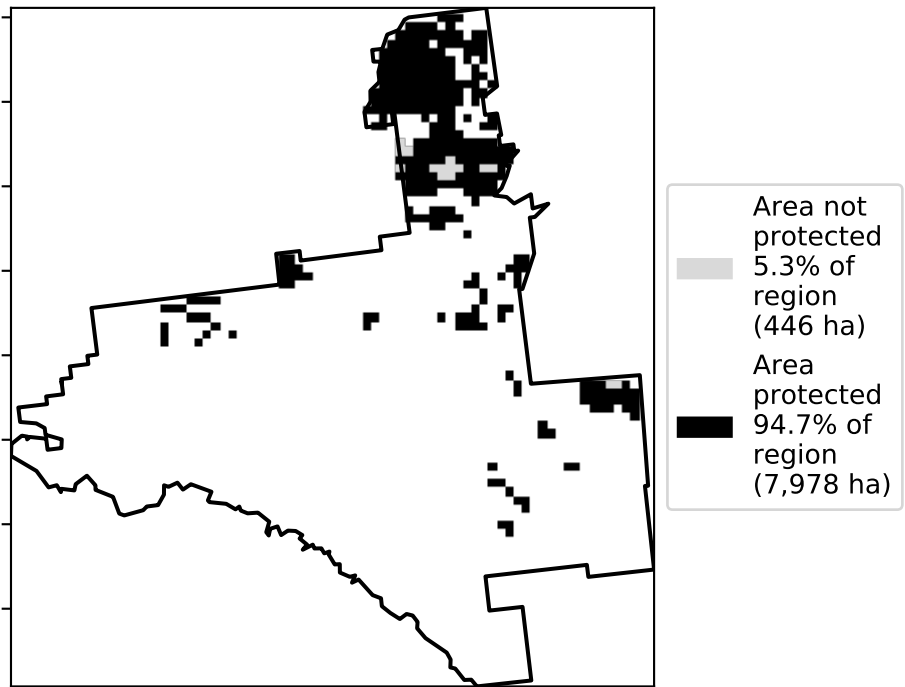 Area not
protected
5.3% of
region
(446 ha)
Area
protected
94.7% of
region
(7,978 ha)